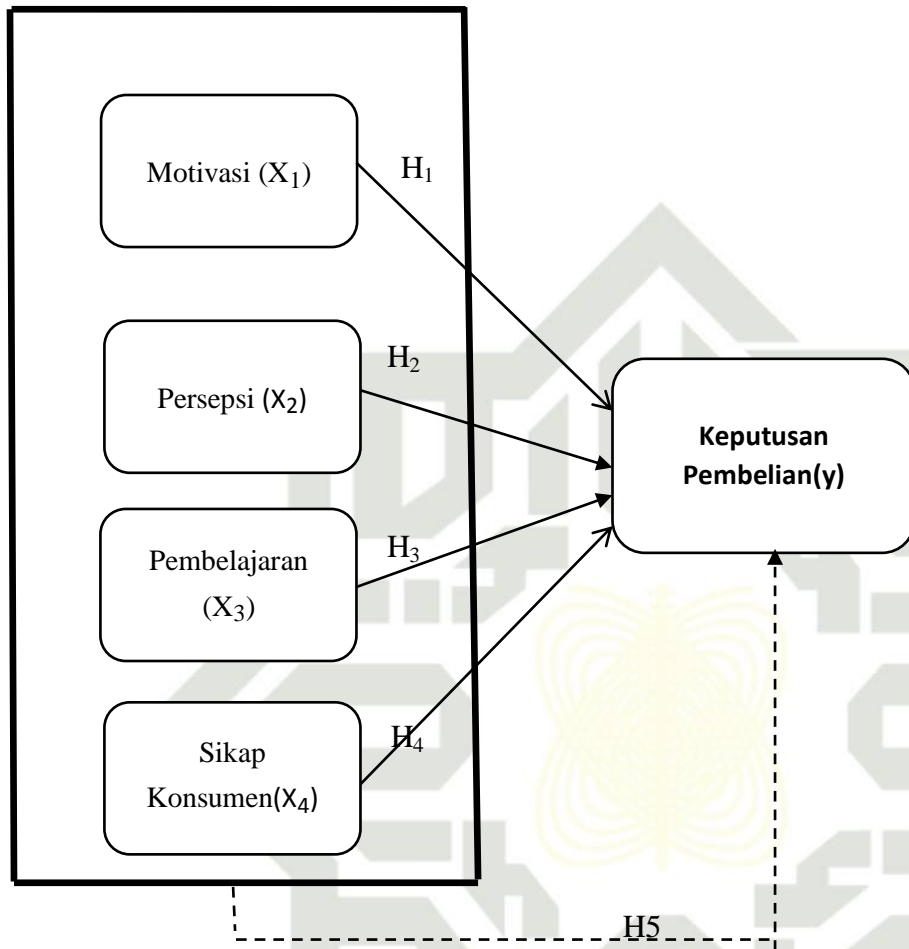 Motivasi (X₁)
H₁
Persepsi (X₂)
H₂
Keputusan
Pembelian(y)
Pembelajaran
(X₃)
H₃
Sikap
Konsumen(X₄)
H₄
H5